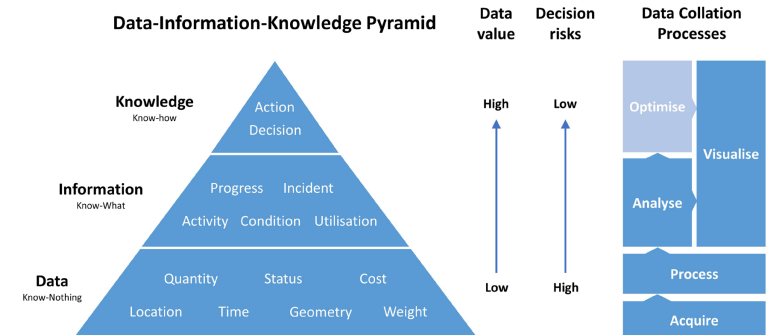 Data-Information-Knowledge Pyramid
Data
value
Decision
risks
Data Collation
Processes
Knowledge
Know-how
Action
Decision
High
Low
Optimise
Visualise
Information
Know-What
Progress Incident
Activity Condition Utilisation
Analyse
Data
Know-Nothing
Quantity Status Cost
Location Time Geometry Weight
Low
High
Process
Acquire